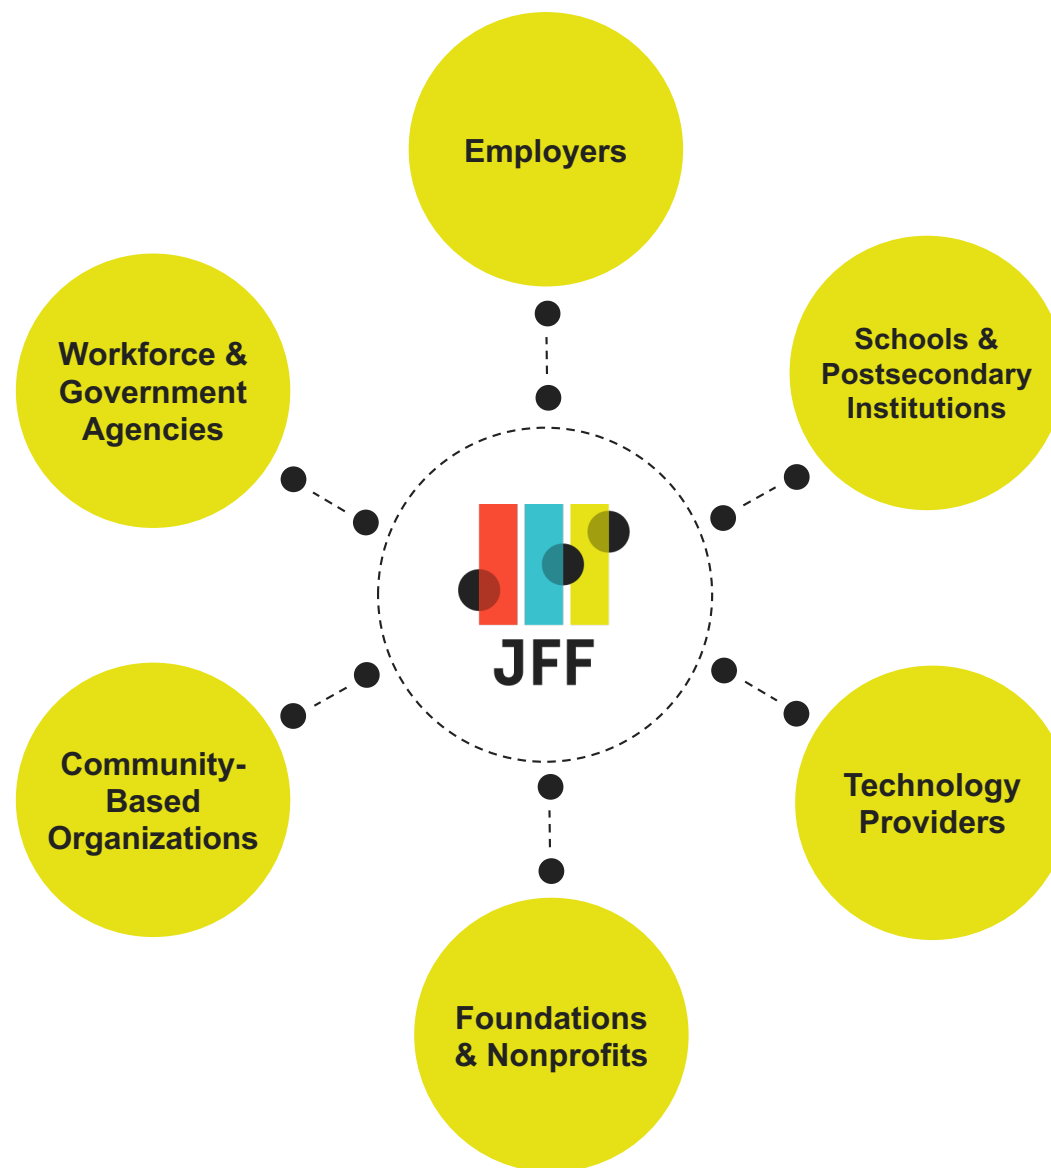 Employers
Schools &
Postsecondary
Institutions
Workforce &
Government
Agencies
JFF
Community-
Based
Organizations
Technology
Providers
Foundations
& Nonprofits